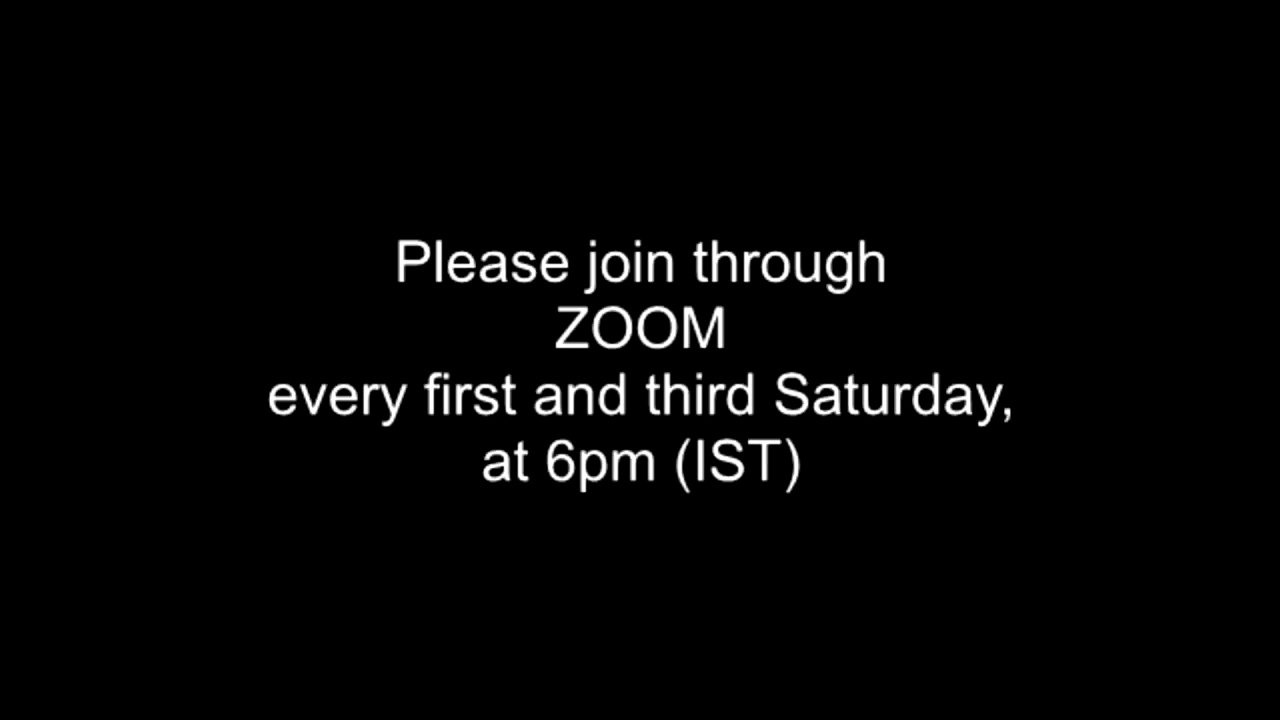 Please join through
ZOOM
every first and third Saturday,
at 6pm (IST)